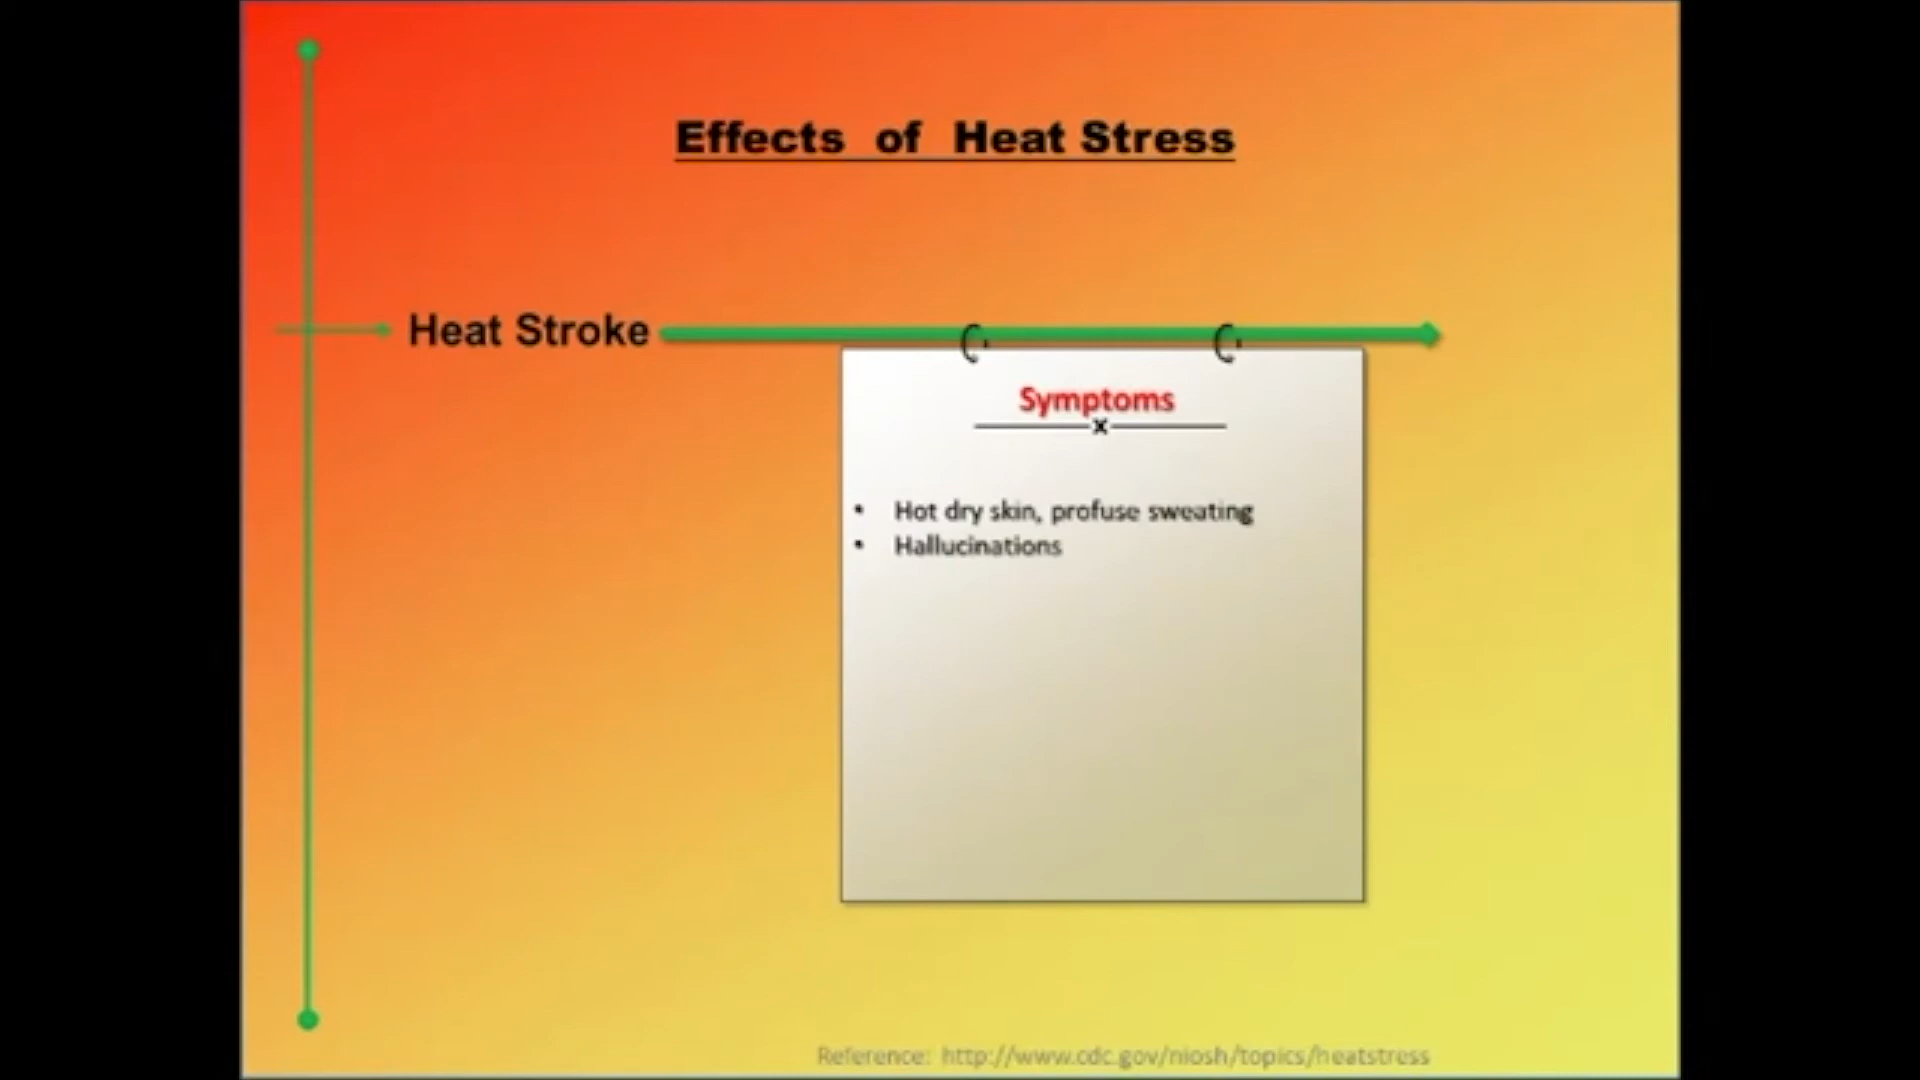 Effects of Heat Stress
Heat Stroke
Symptoms
• Hot dry skin, profuse sweating
• Hallucinations
Reference: http://www.cdc.gov/niosh/topics/heatstress